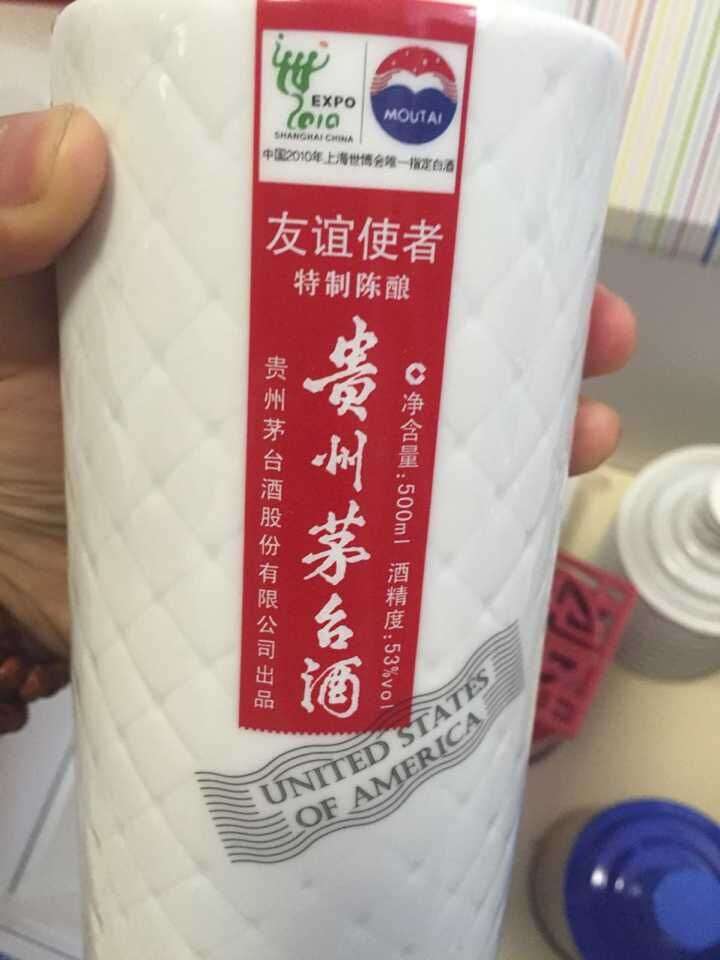 EXPO
2010
SHANGHAI CHINA
MOUTAI
中国2010年上海世博会唯一指定白酒
友谊使者
特制陈酿
贵州茅台酒
净含量:500ml 酒精度:53%vol
贵州茅台酒股份有限公司出品
UNITED STATES
OF AMERICA